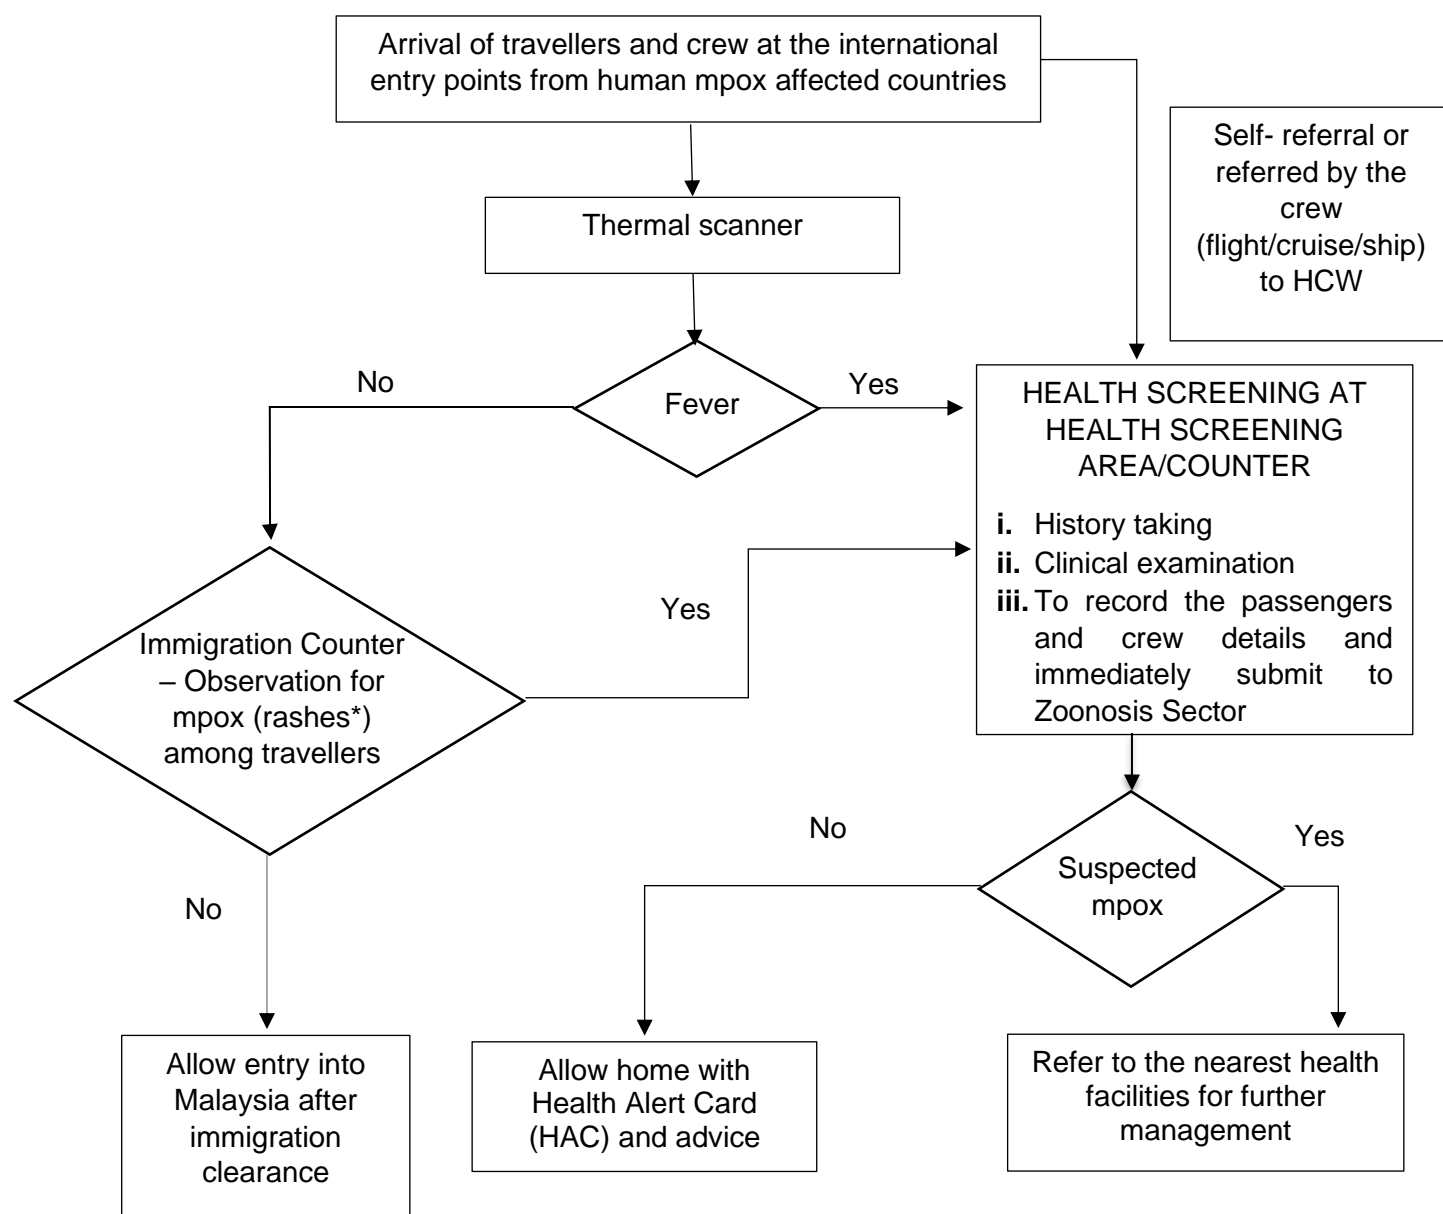 Arrival of travellers and crew at the international
entry points from human mpox affected countries
Self- referral or
referred by the
crew
(flight/cruise/ship)
to HCW
Thermal scanner
No
Fever
Yes
HEALTH SCREENING AT
HEALTH SCREENING
AREA/COUNTER
i. History taking
ii. Clinical examination
iii. To record the passengers
and crew details and
immediately submit to
Zoonosis Sector
Immigration Counter
– Observation for
mpox (rashes*)
among travellers
Yes
No
No
Suspected
mpox
Yes
Allow entry into
Malaysia after
immigration
clearance
Allow home with
Health Alert Card
(HAC) and advice
Refer to the nearest health
facilities for further
management